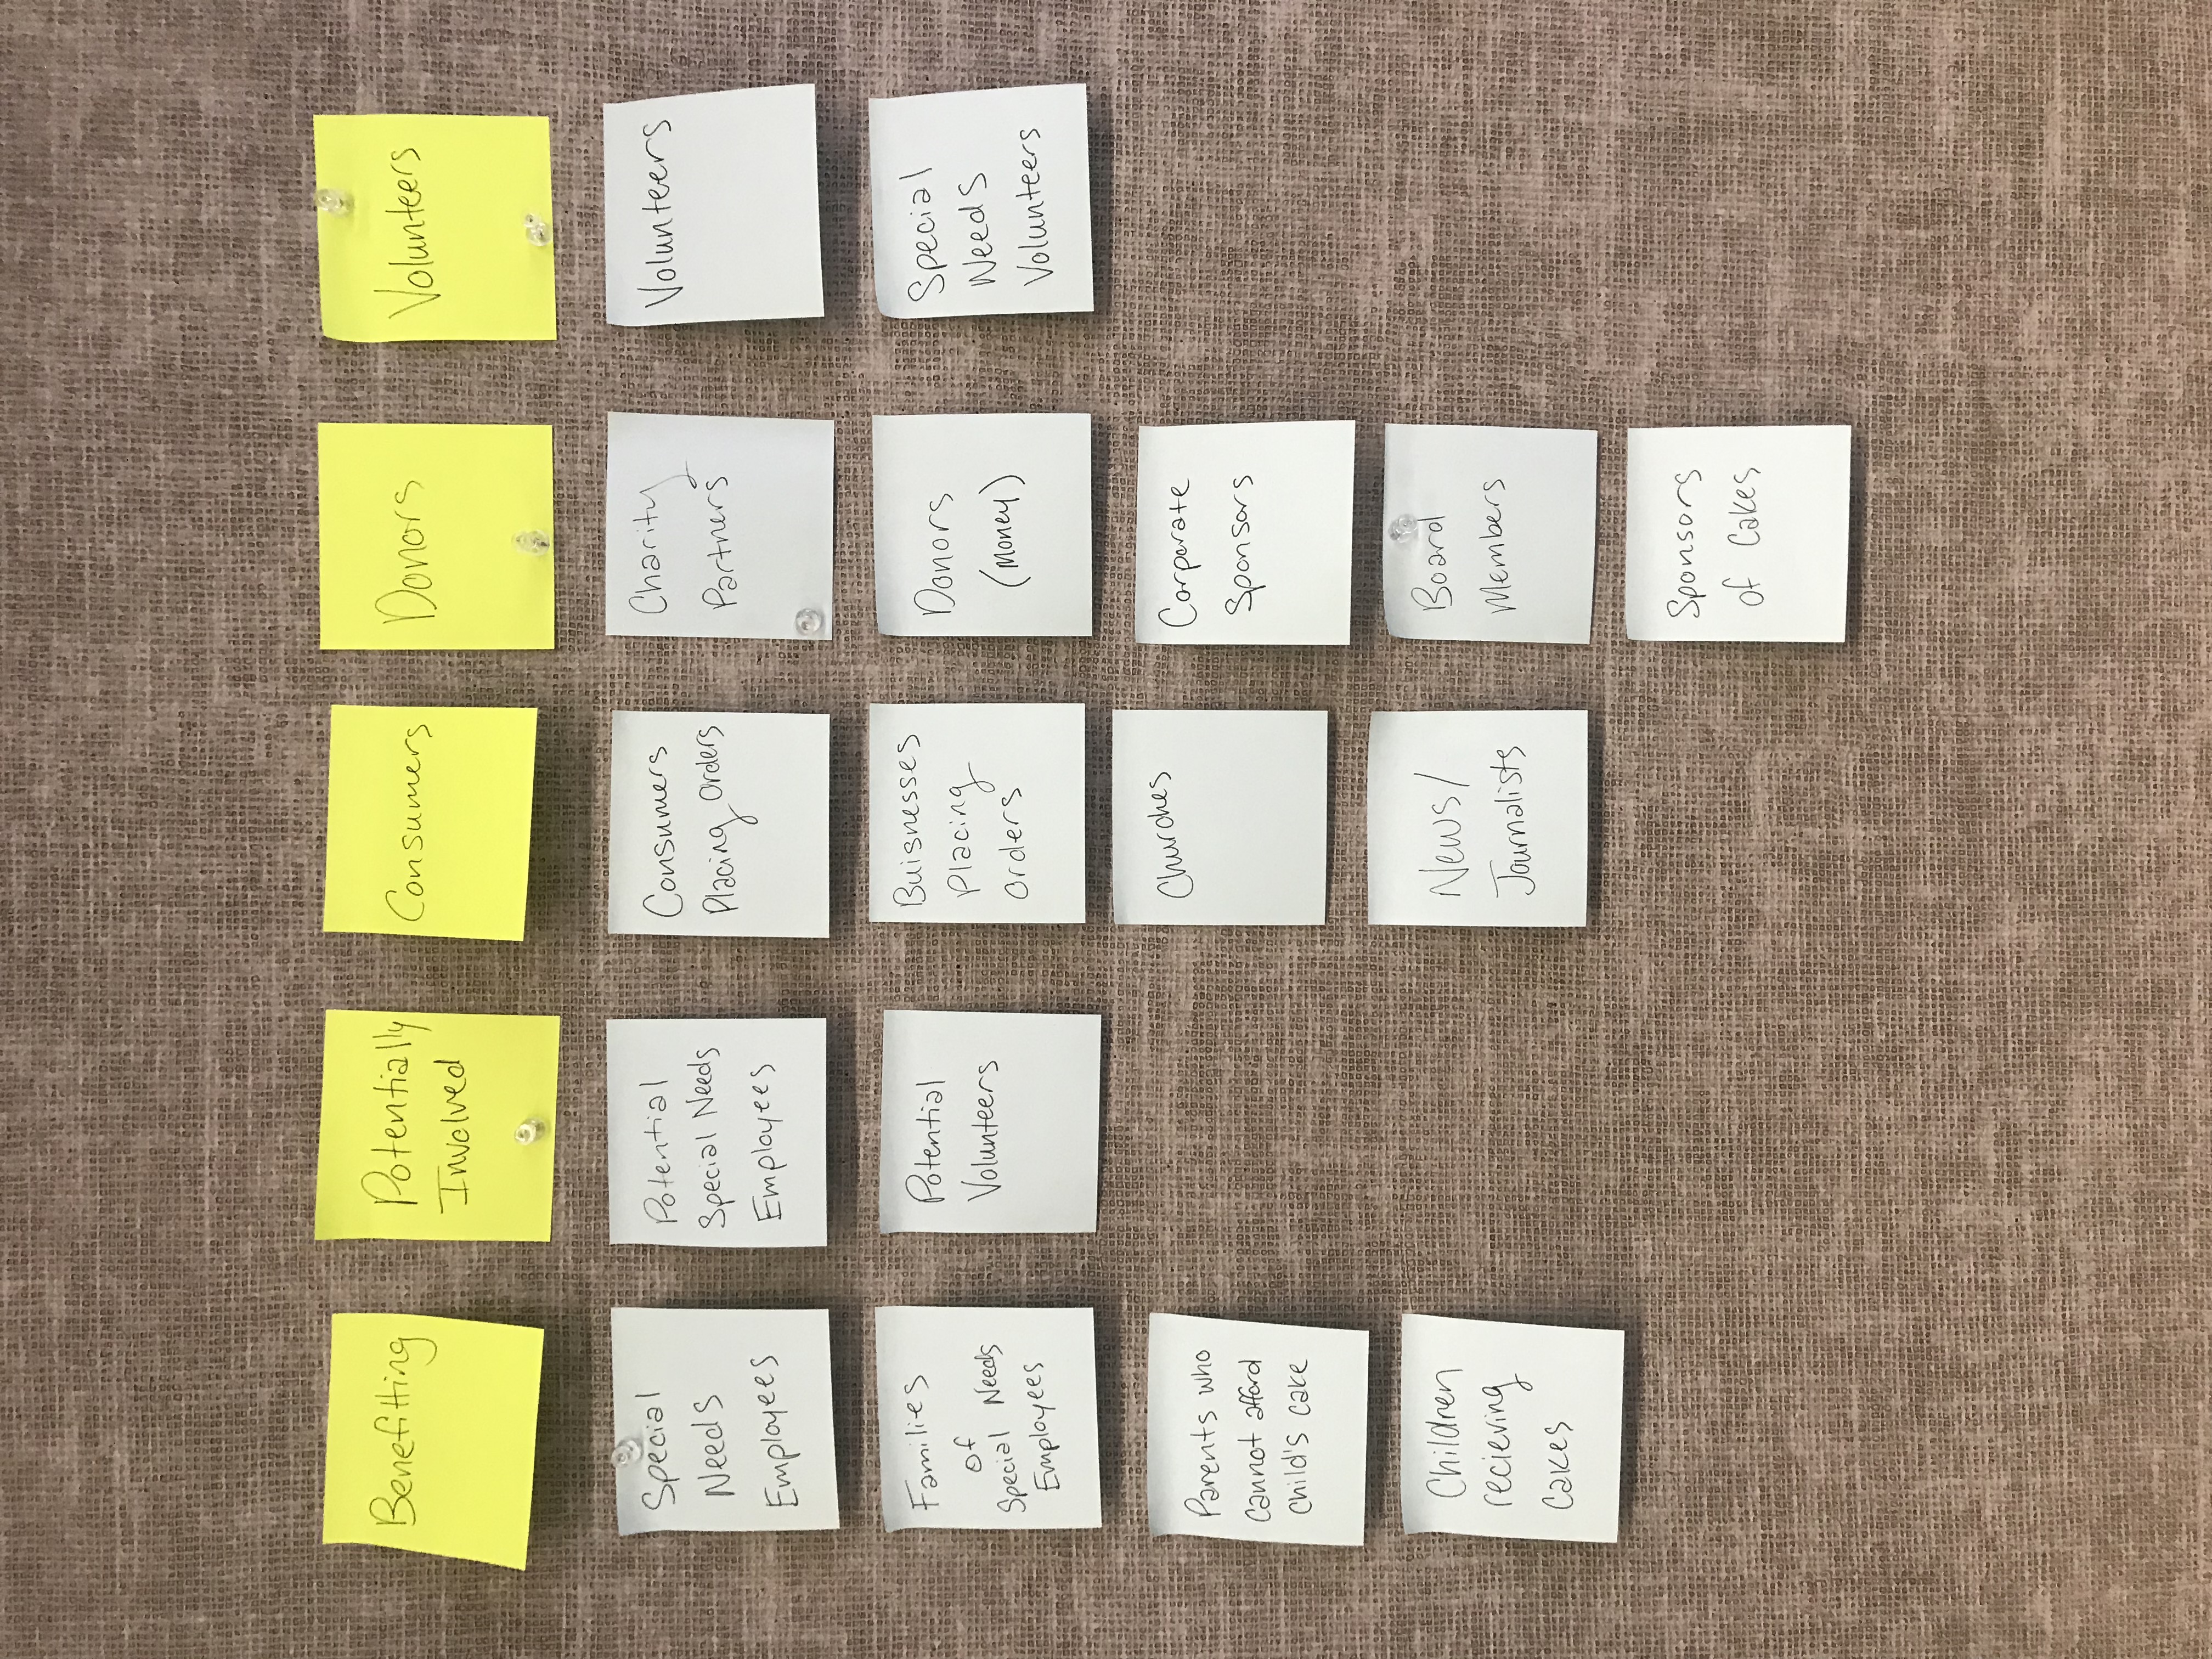 Benefitting
Potentially
Involved
Consumers
Donors
Volunteers
Special
Needs
Employees
Families
of
Special Needs
Employees
Parents who
cannot afford
child's cake
Children
recieving
cakes
Potential
Special Needs
Employees
Potential
Volunteers
Consumers
Placing Orders
Buisnesses
Placing
Orders
Churches
News/
Journalists
Charity
Partners
Donors
(Money)
Corporate
Sponsors
Board
Members
Sponsors
of Cakes
Volunteers
Special
Needs
Volunteers